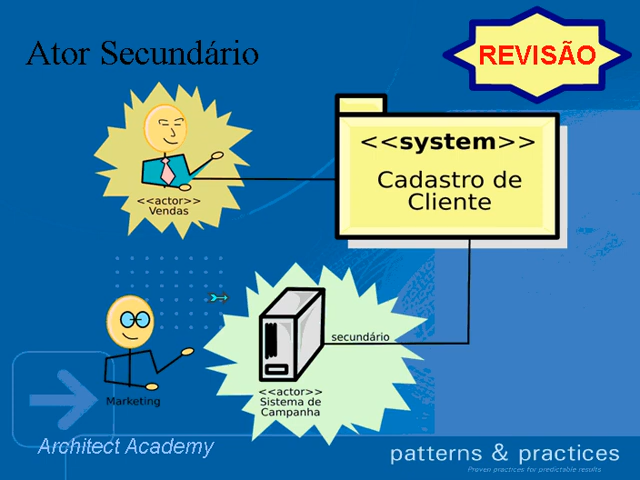 Ator Secundário
REVISÃO
<<system>>
Cadastro de
Cliente
<<actor>>
Vendas
secundário
<<actor>>
Sistema de
Campanha
Marketing
Architect Academy
patterns & practices
Proven practices for predictable results